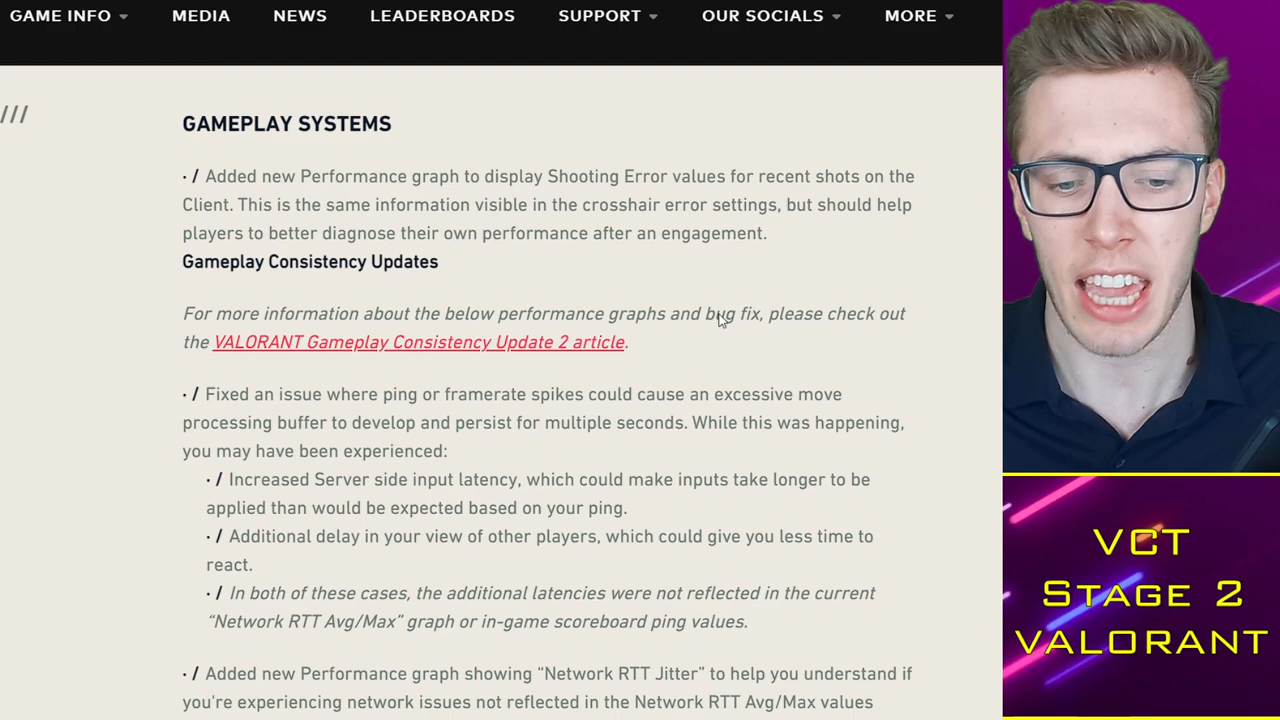 GAME INFO MEDIA NEWS LEADERBOARDS SUPPORT OUR SOCIALS MORE
///
GAMEPLAY SYSTEMS
· / Added new Performance graph to display Shooting Error values for recent shots on the
Client. This is the same information visible in the crosshair error settings, but should help
players to better diagnose their own performance after an engagement.
Gameplay Consistency Updates
For more information about the below performance graphs and bug fix, please check out
the VALORANT Gameplay Consistency Update 2 article.
· / Fixed an issue where ping or framerate spikes could cause an excessive move
processing buffer to develop and persist for multiple seconds. While this was happening,
you may have been experienced:
· / Increased Server side input latency, which could make inputs take longer to be
applied than would be expected based on your ping.
· / Additional delay in your view of other players, which could give you less time to
react.
· / In both of these cases, the additional latencies were not reflected in the current
“Network RTT Avg/Max” graph or in-game scoreboard ping values.
· / Added new Performance graph showing “Network RTT Jitter” to help you understand if
you're experiencing network issues not reflected in the Network RTT Avg/Max values
VCT
STAGE 2
VALORANT